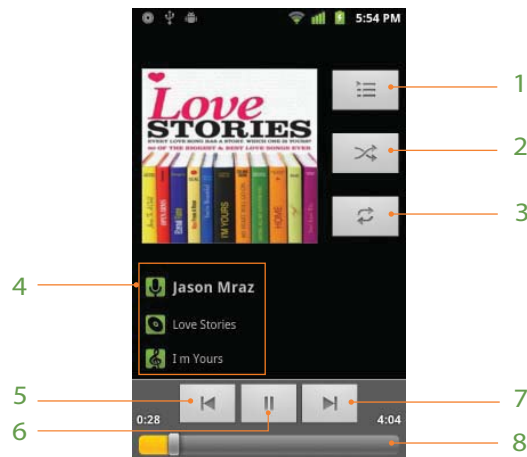 5:54 PM
1
Love
STORIES
EVERY LOVE SONG HAS A STORY. WHICH ONE IS YOURS?
40 OF THE BIGGEST & BEST LOVE SONGS EVER
I'M YOURS
HOME
2
3
4
Jason Mraz
Love Stories
I m Yours
5
6
7
0:28
4:04
8